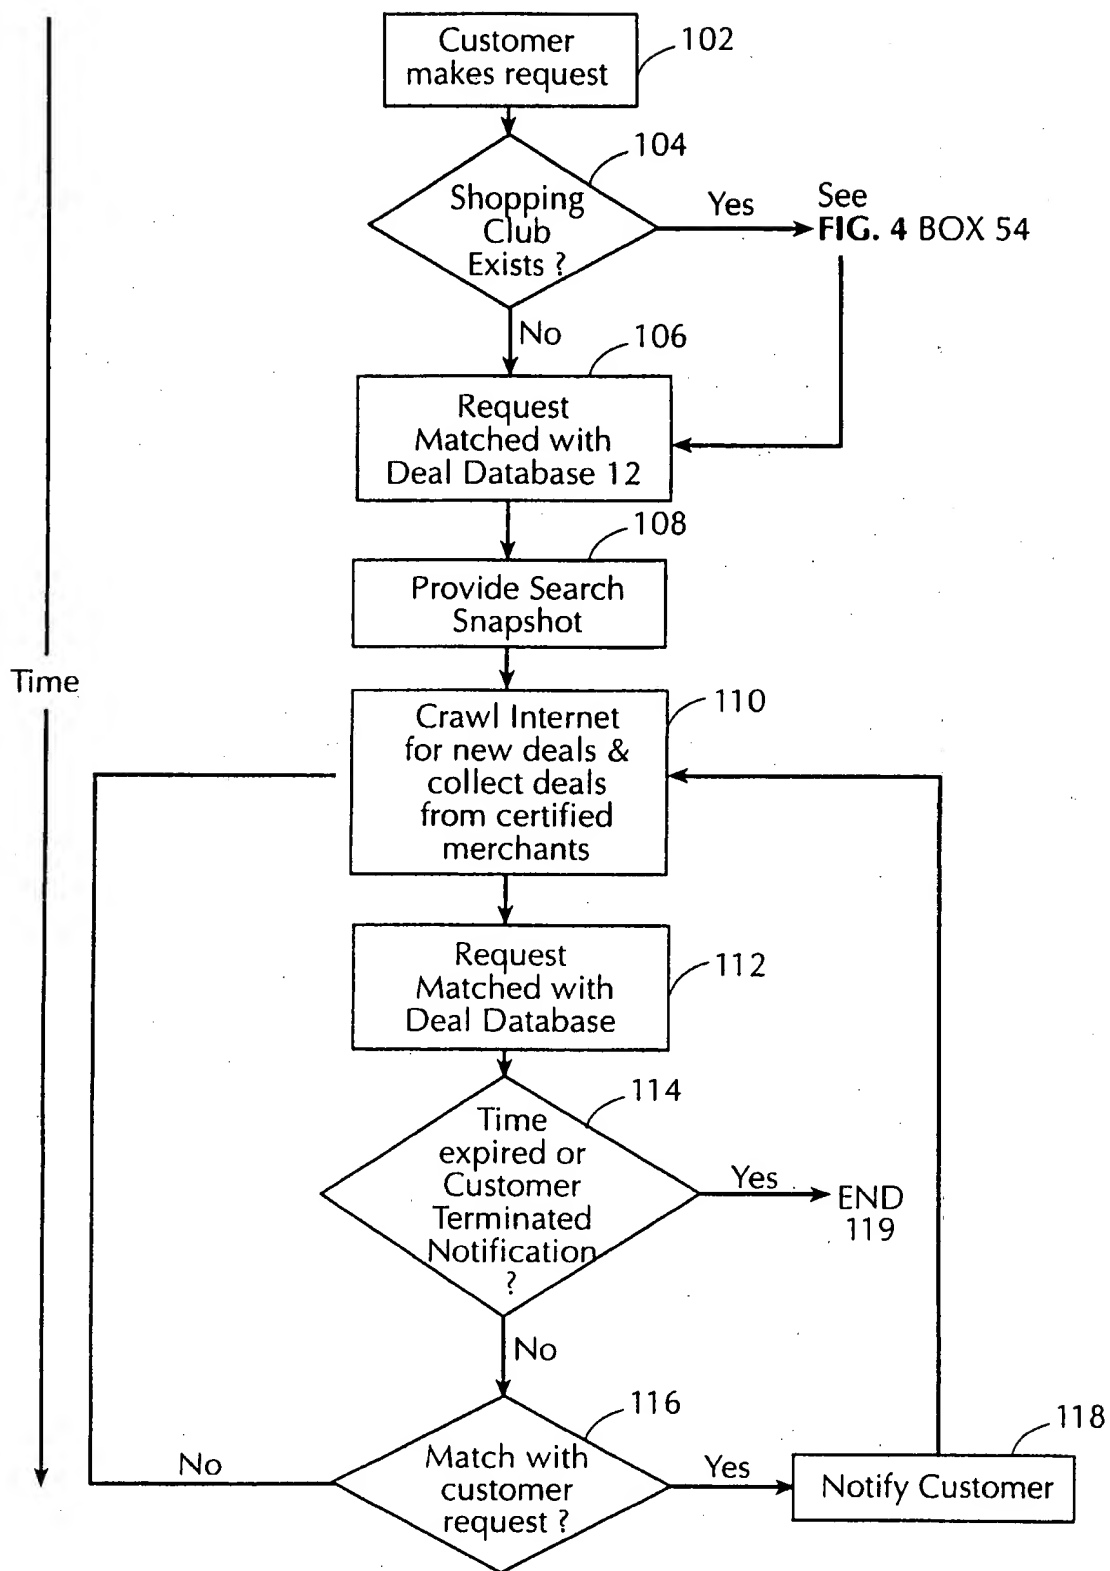 Customer
makes request
102
104
Shopping
Club
Exists ?
Yes
See
FIG. 4 BOX 54
No
106
Request
Matched with
Deal Database 12
108
Provide Search
Snapshot
Time
110
Crawl Internet
for new deals &
collect deals
from certified
merchants
112
Request
Matched with
Deal Database
114
Time
expired or
Customer
Terminated
Notification
?
Yes
END
119
No
116
Match with
customer
request ?
No
Yes
118
Notify Customer